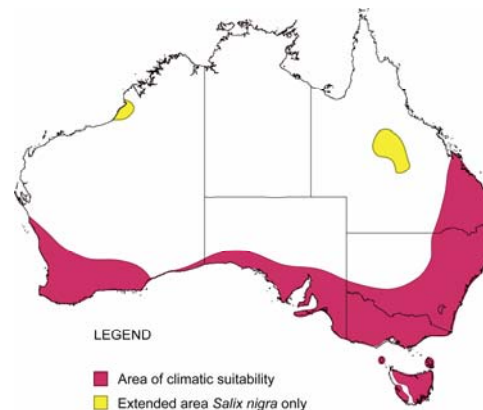 LEGEND
Area of climatic suitability
Extended area Salix nigra only